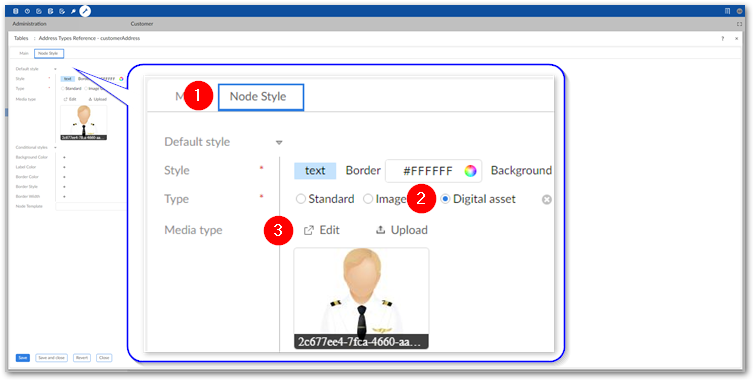 Administration Customer
Tables | Address Types Reference - customerAddress ? ×
Main Node Style
Default style
Style * text Border #FFFFFF
Type * Standard Image
Media type Edit Upload
2c677ee4-7fca-4660-aa...
Conditional styles
Background Color
Label Color
Border Color
Border Style
Border Width
Node Template
Save Save and close Revert Close
M 1 Node Style
Default style
Style * text Border #FFFFFF Background
Type * Standard Image 2 Digital asset
Media type 3 Edit Upload
2c677ee4-7fca-4660-aa...